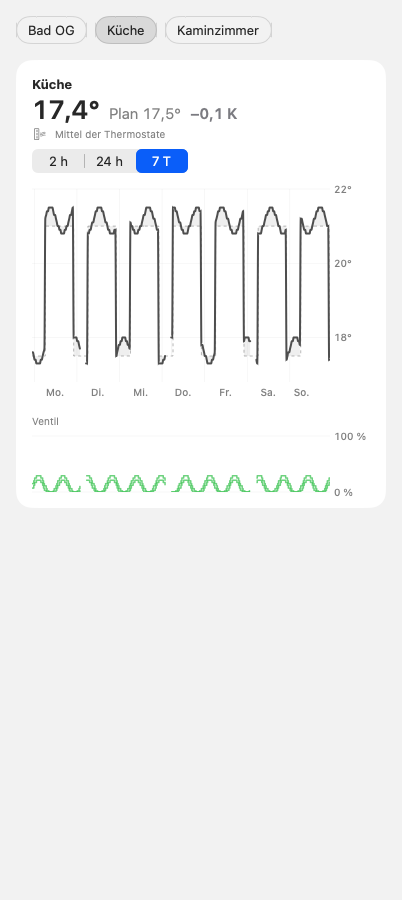 Bad OG Küche Kaminzimmer
Küche
17,4° Plan 17,5° −0,1 K
Mittel der Thermostate
2 h 24 h 7 T
22°
20°
18°
Mo. Di. Mi. Do. Fr. Sa. So.
Ventil
100 %
0 %